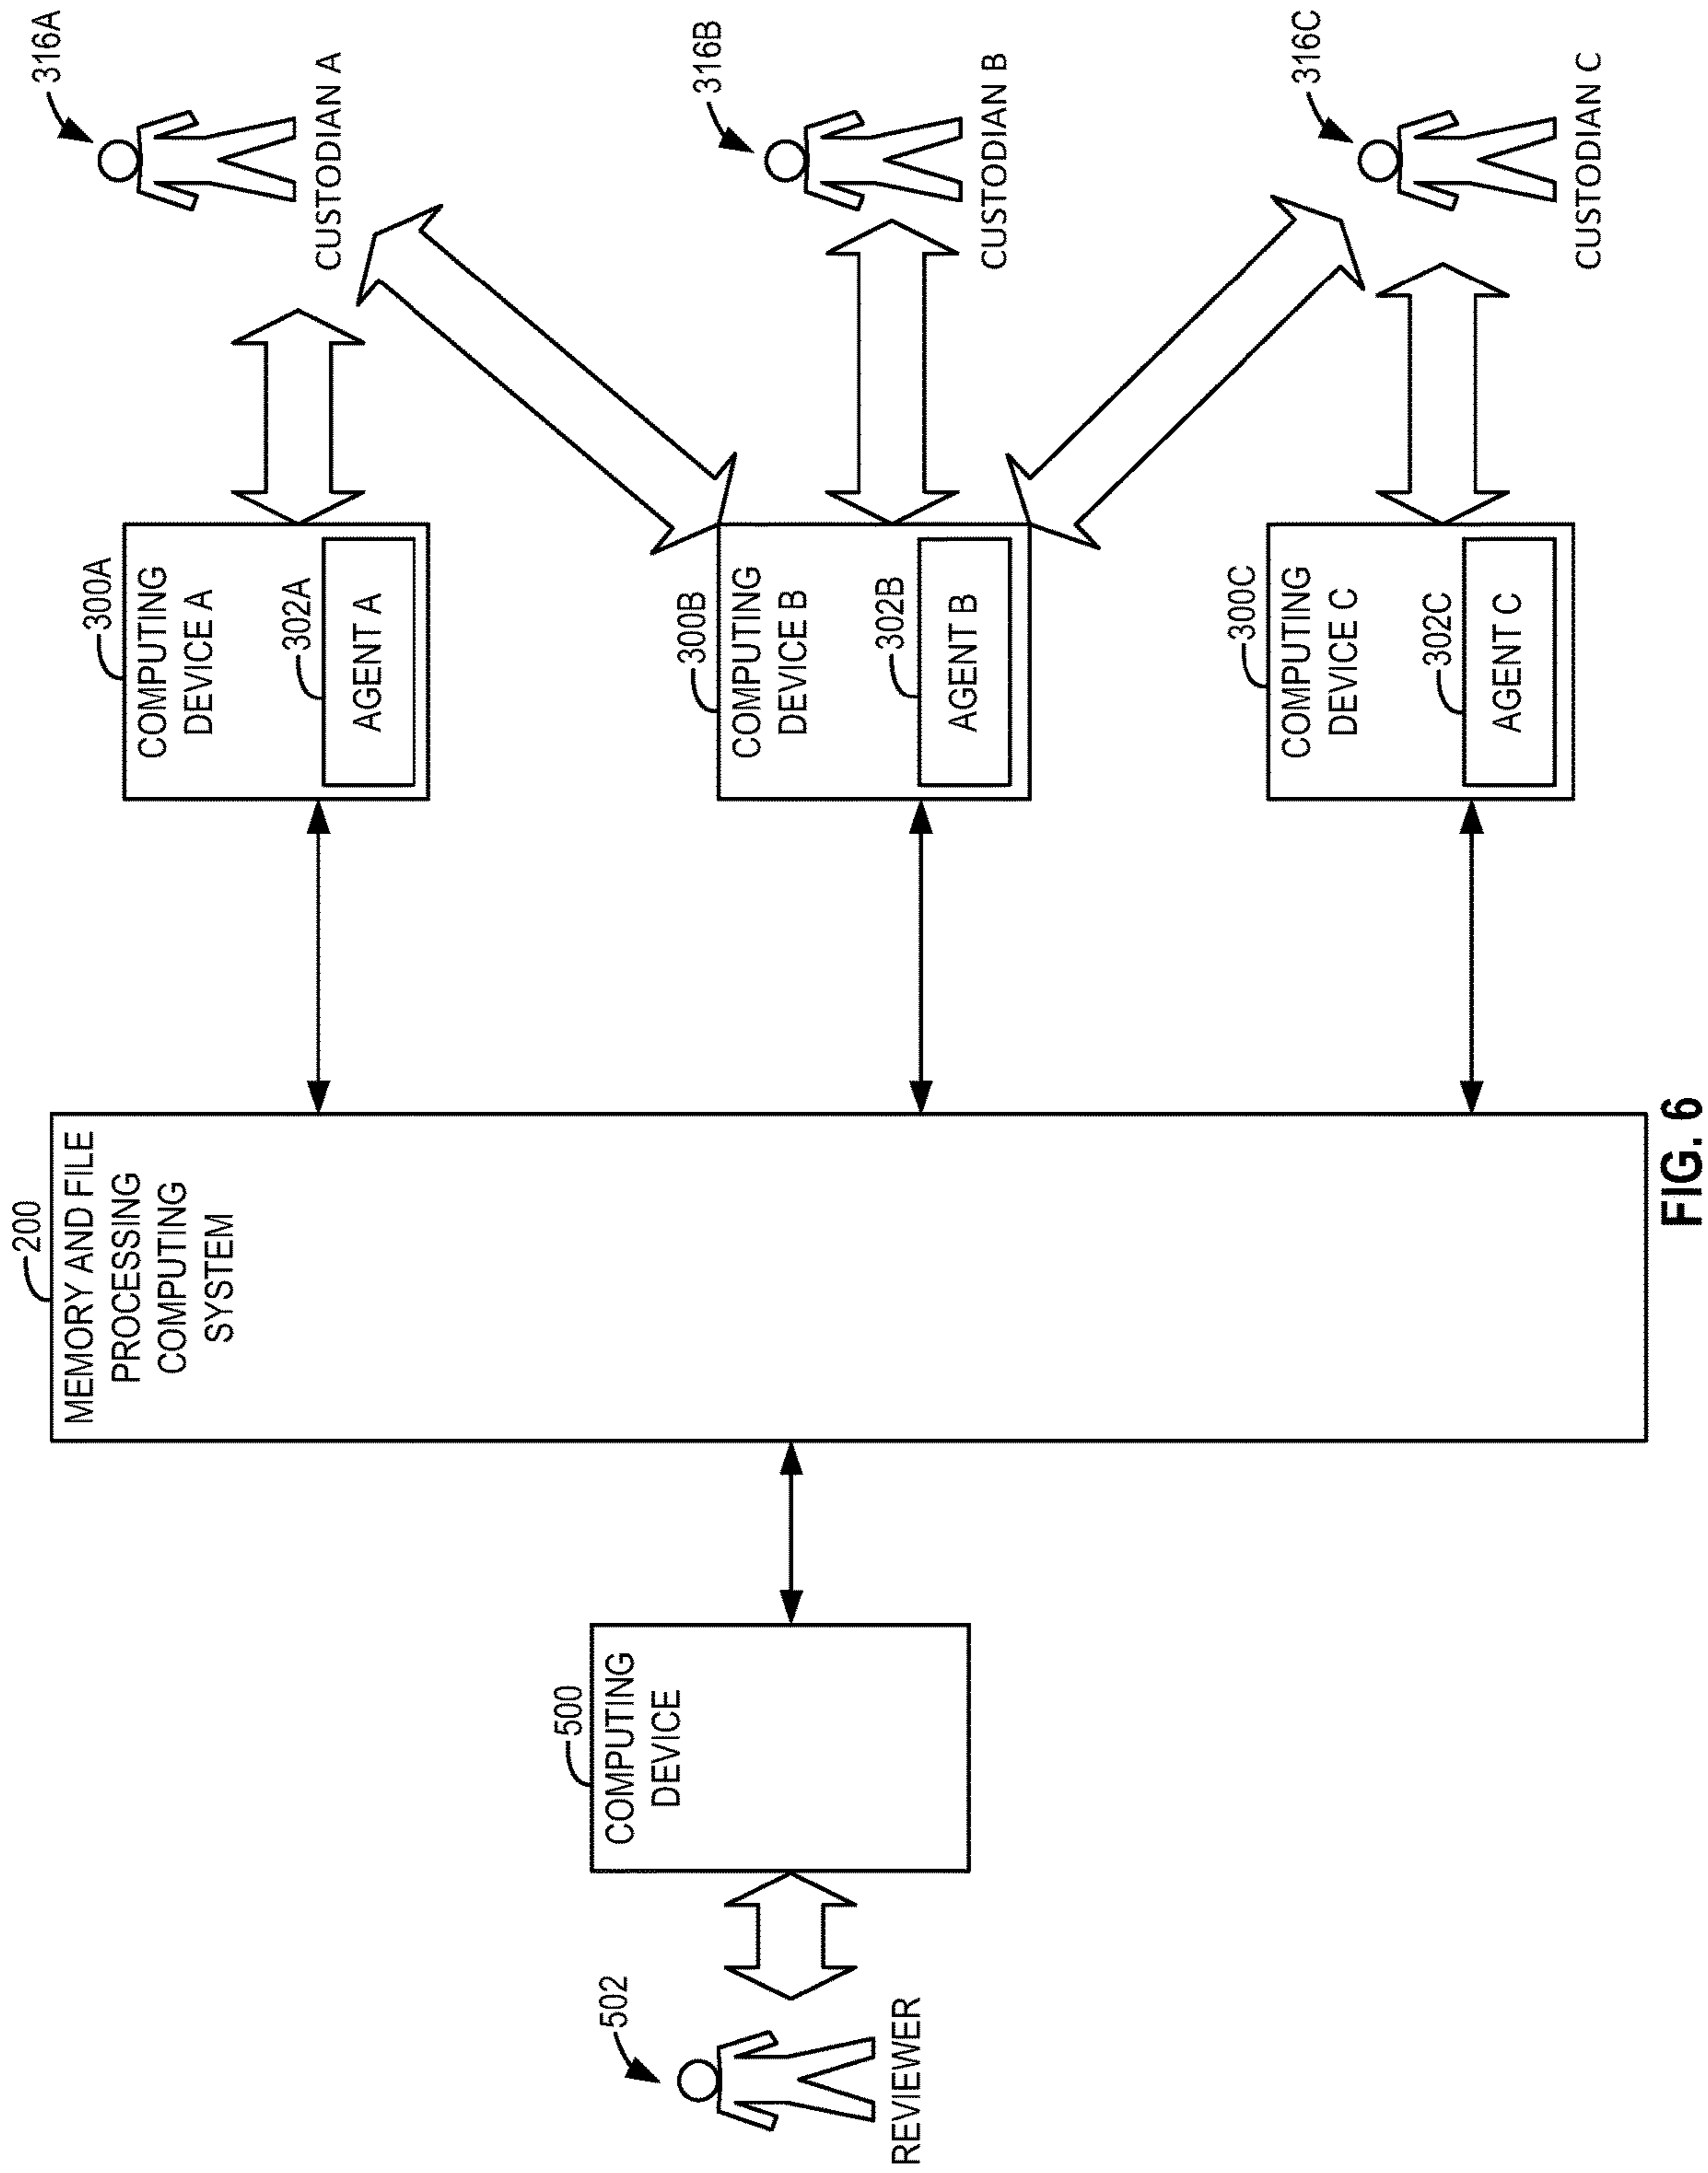 200
MEMORY AND FILE
PROCESSING
COMPUTING
SYSTEM
502
REVIEWER
500
COMPUTING
DEVICE
300A
COMPUTING
DEVICE A
302A
AGENT A
316A
CUSTODIAN A
300B
COMPUTING
DEVICE B
302B
AGENT B
316B
CUSTODIAN B
300C
COMPUTING
DEVICE C
302C
AGENT C
316C
CUSTODIAN C
FIG. 6